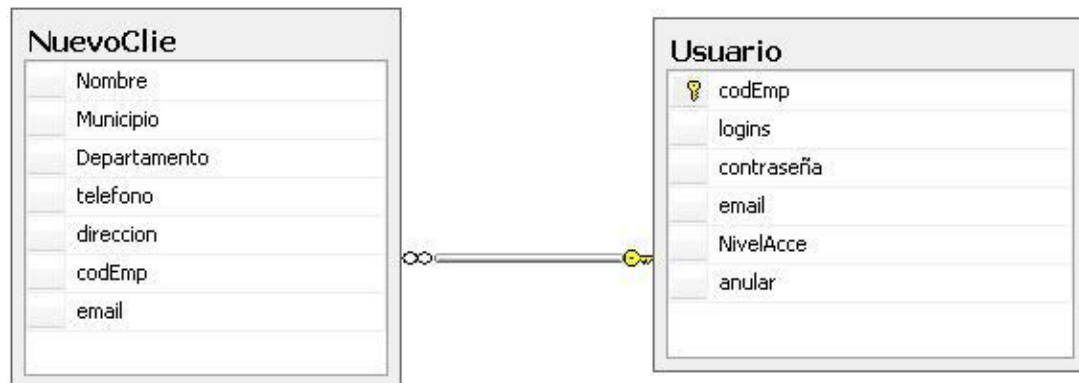 NuevoClie
Nombre
Municipio
Departamento
telefono
direccion
codEmp
email
Usuario
codEmp
logins
contraseña
email
NivelAcce
anular